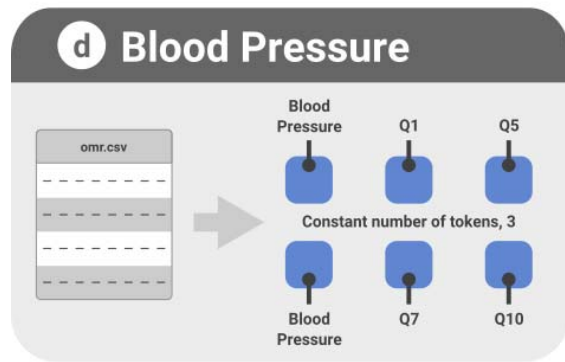 d Blood Pressure
omr.csv
Blood
Pressure
Q1
Q5
Constant number of tokens, 3
Blood
Pressure
Q7
Q10